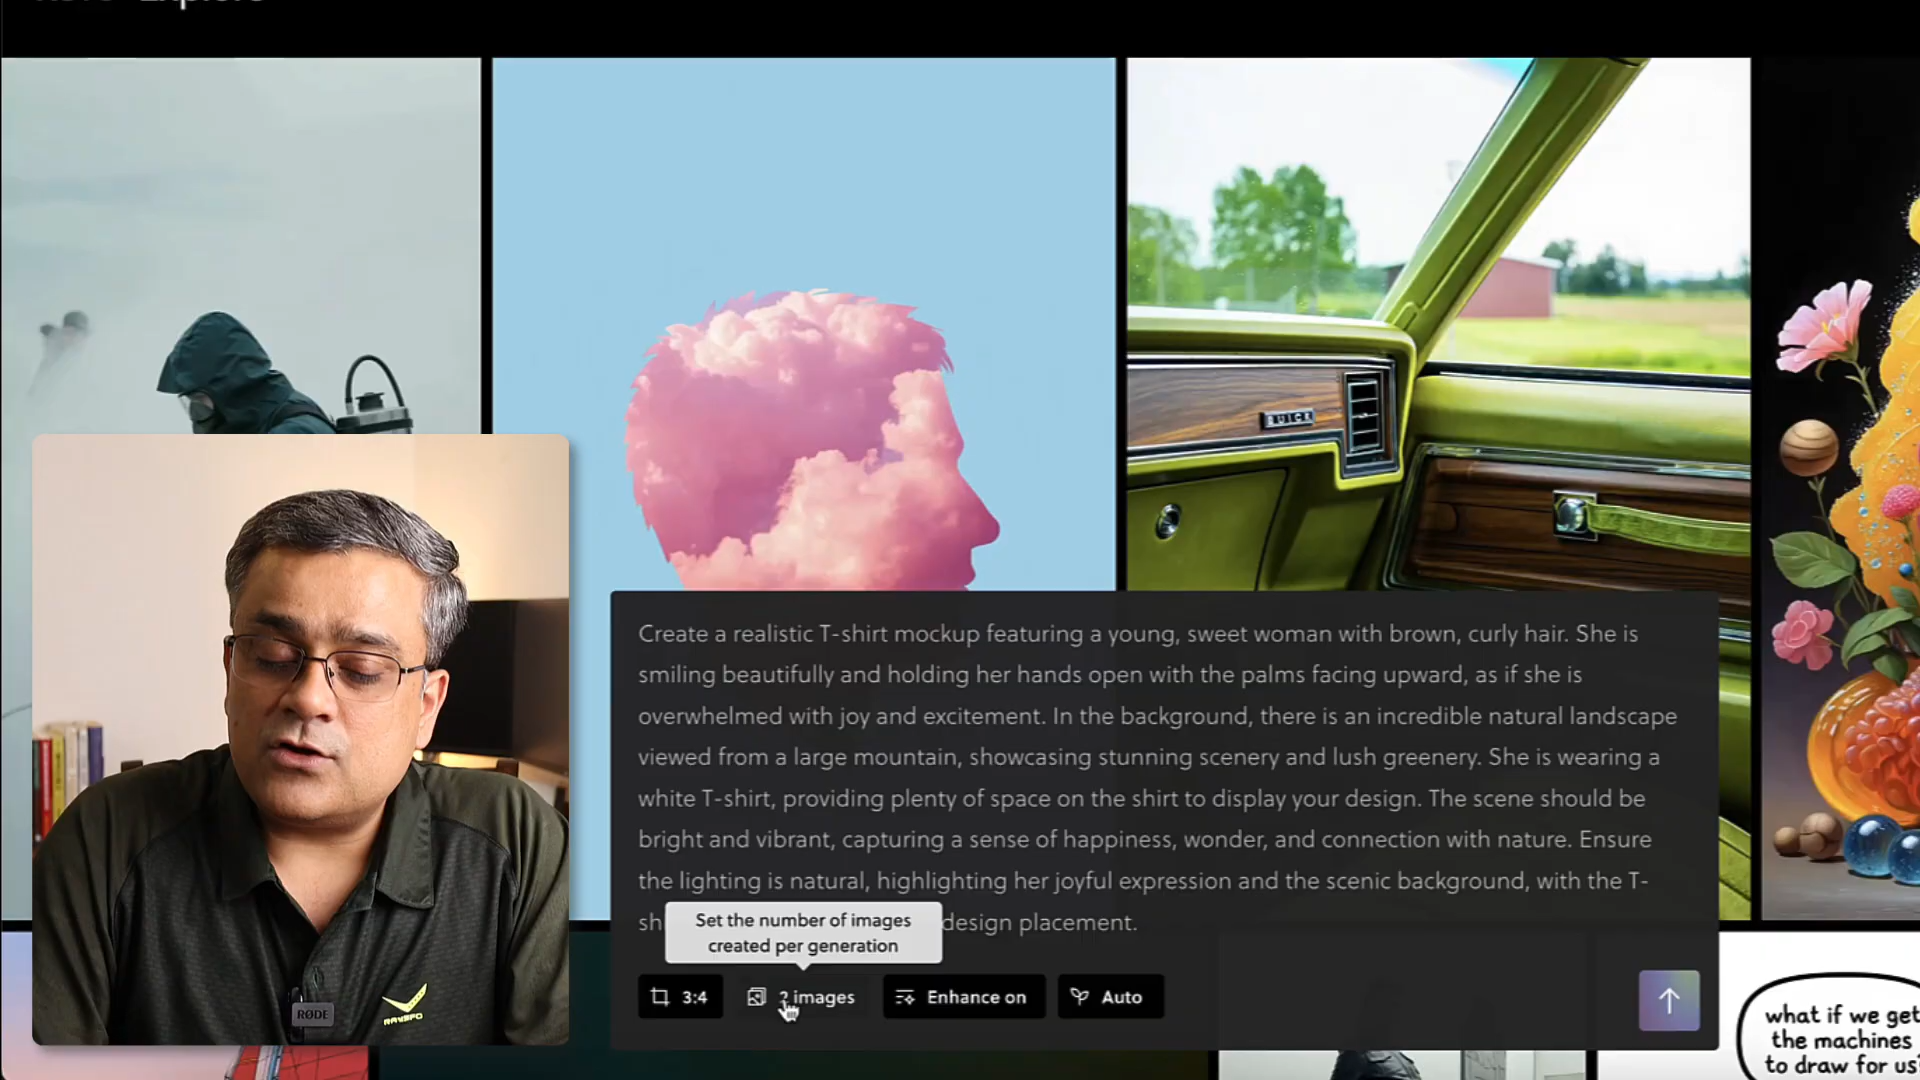 BUICK
Create a realistic T-shirt mockup featuring a young, sweet woman with brown, curly hair. She is
smiling beautifully and holding her hands open with the palms facing upward, as if she is
overwhelmed with joy and excitement. In the background, there is an incredible natural landscape
viewed from a large mountain, showcasing stunning scenery and lush greenery. She is wearing a
white T-shirt, providing plenty of space on the shirt to display your design. The scene should be
bright and vibrant, capturing a sense of happiness, wonder, and connection with nature. Ensure
the lighting is natural, highlighting her joyful expression and the scenic background, with the T-
design placement.
Set the number of images
created per generation
3:4
images
Enhance on
Auto
RØDE
what if we get
the machines
to draw for us?